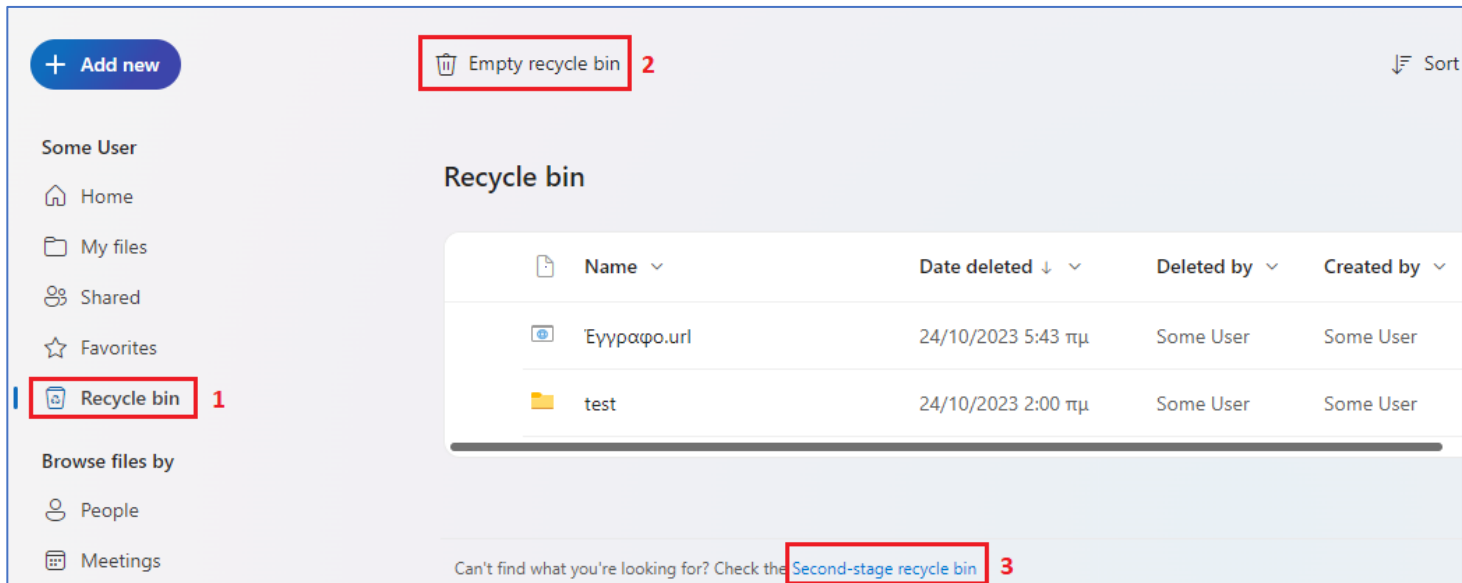 Add new
Empty recycle bin 2
Sort
Some User
Home
My files
Shared
Favorites
Recycle bin 1
Browse files by
People
Meetings
Recycle bin
Name Date deleted Deleted by Created by
Έγγραφο.url 24/10/2023 5:43 πμ Some User Some User
test 24/10/2023 2:00 πμ Some User Some User
Can't find what you're looking for? Check the Second-stage recycle bin 3